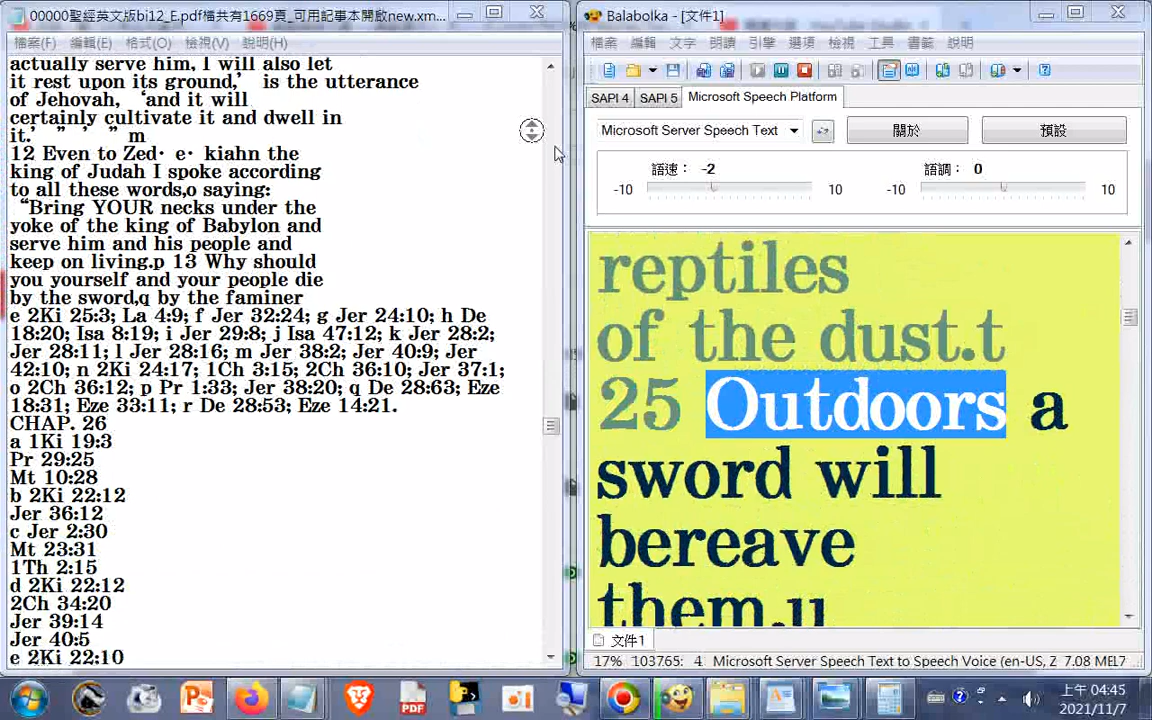 00000聖經英文版bi12_E.pdf檔共有1669頁_可用記事本開啟new.xm...
檔案(F) 編輯(E) 格式(O) 檢視(V) 說明(H)
actually serve him, I will also let
it rest upon its ground,’ is the utterance
of Jehovah, ‘and it will
certainly cultivate it and dwell in
it.’ ” ’ ” m
12 Even to Zed· e· kiahn the
king of Judah I spoke according
to all these words,o saying:
“Bring YOUR necks under the
yoke of the king of Babylon and
serve him and his people and
keep on living.p 13 Why should
you yourself and your people die
by the sword,q by the faminer
e 2Ki 25:3; La 4:9; f Jer 32:24; g Jer 24:10; h De
18:20; Isa 8:19; i Jer 29:8; j Isa 47:12; k Jer 28:2;
Jer 28:11; l Jer 28:16; m Jer 38:2; Jer 40:9; Jer
42:10; n 2Ki 24:17; 1Ch 3:15; 2Ch 36:10; Jer 37:1;
o 2Ch 36:12; p Pr 1:33; Jer 38:20; q De 28:63; Eze
18:31; Eze 33:11; r De 28:53; Eze 14:21.
CHAP. 26
a 1Ki 19:3
Pr 29:25
Mt 10:28
b 2Ki 22:12
Jer 36:12
c Jer 2:30
Mt 23:31
1Th 2:15
d 2Ki 22:12
2Ch 34:20
Jer 39:14
Jer 40:5
e 2Ki 22:10
Balabolka - [文件1]
檔案 編輯 文字 朗讀 引擎 選項 檢視 工具 書籤 說明
SAPI 4 SAPI 5 Microsoft Speech Platform
Microsoft Server Speech Text 關於 預設
語速: -2 語調: 0
-10 10 -10 10
reptiles
of the dust.t
25 Outdoors a
sword will
bereave
them.u
文件1
17% 103765: 4 Microsoft Server Speech Text to Speech Voice (en-US, Z 7.08 MEL7
PDF
上午 04:45
2021/11/7